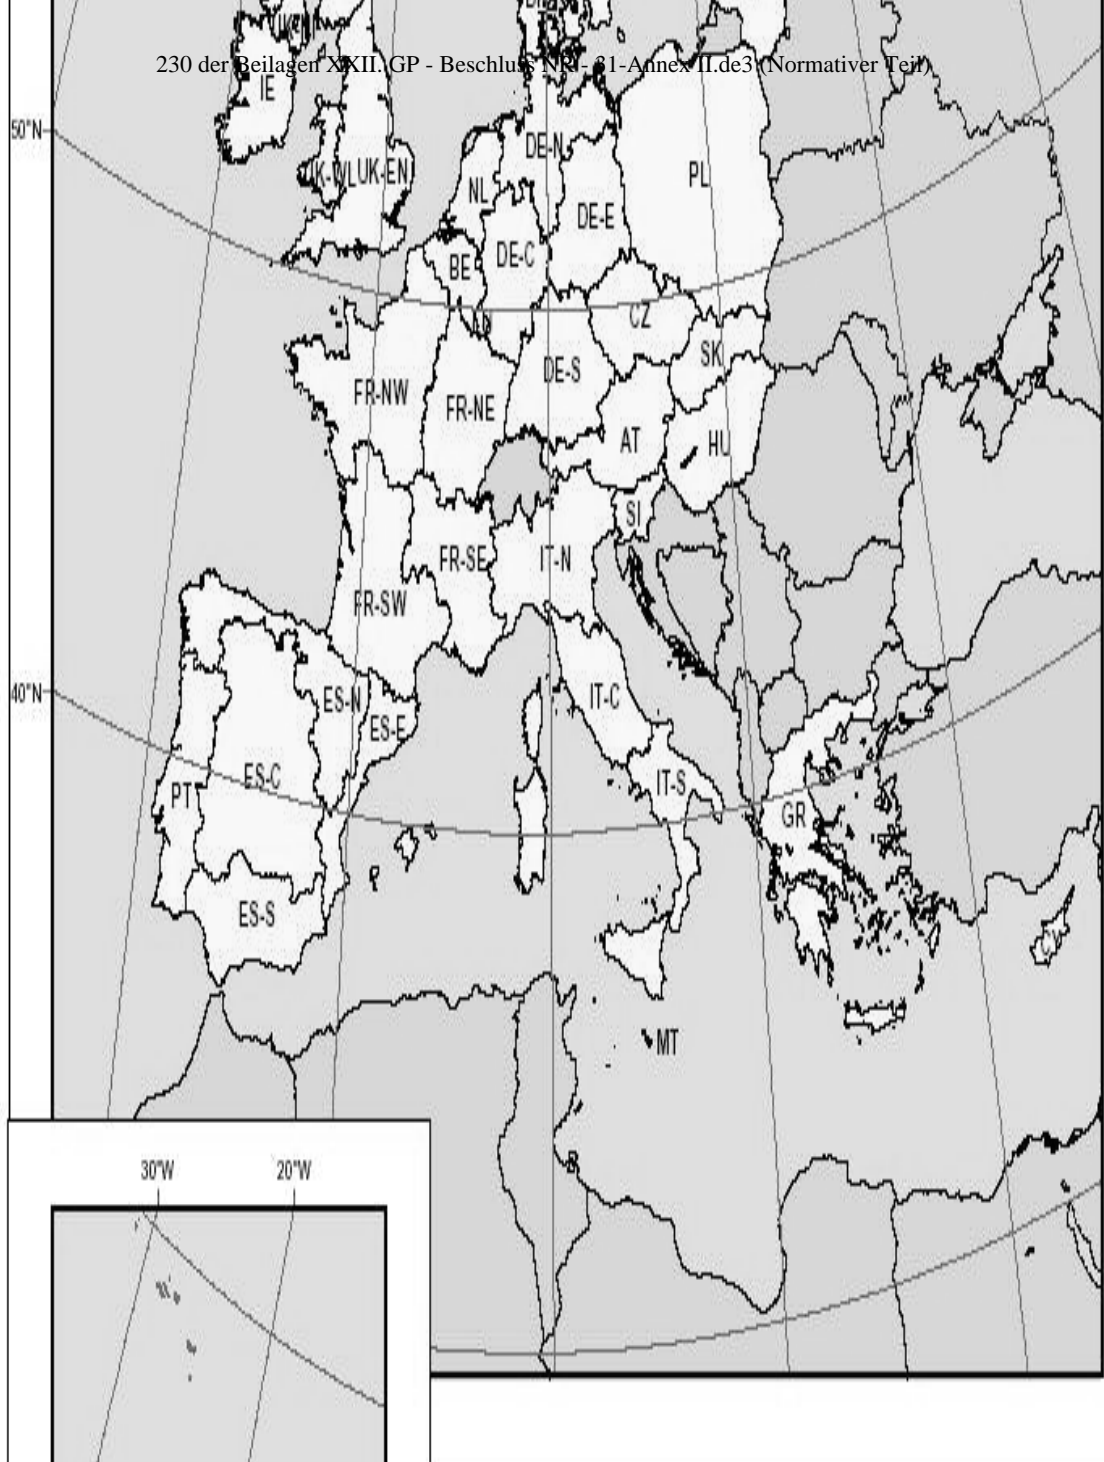 230 der Beilagen XXII. GP - Beschluss NR - 31-Annex II.de3 (Normativer Teil)
IE
50°N
DE-N
UK-WL
UK-EN
PL
NL
DE-E
DE-C
BE
CZ
SK
DE-S
FR-NW
FR-NE
AT
HU
SI
FR-SE
IT-N
FR-SW
40°N
ES-N
IT-C
ES-E
ES-C
IT-S
PT
GR
ES-S
CY
MT
30°W
20°W